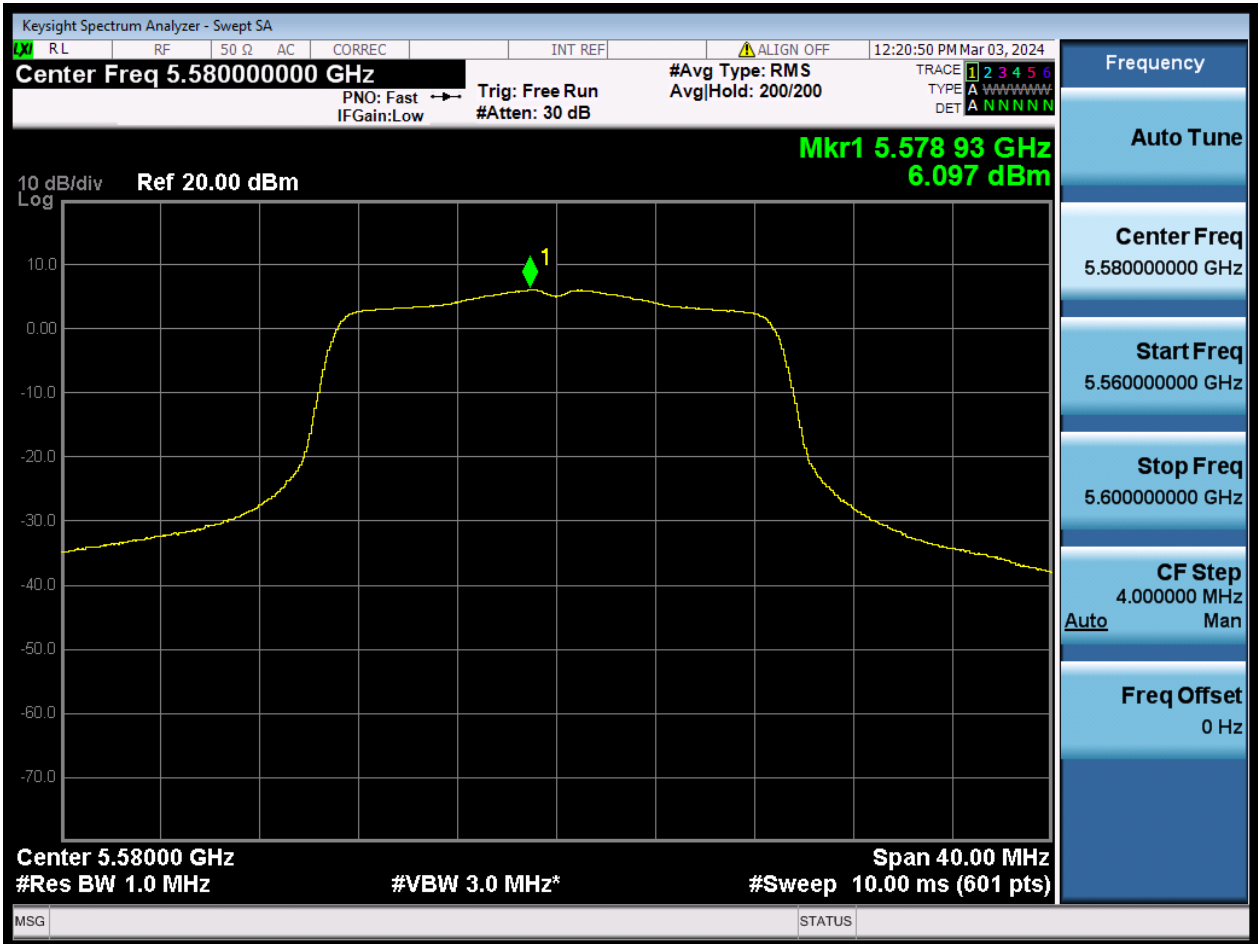 Keysight Spectrum Analyzer - Swept SA
LXI RL RF 50 Ω AC CORREC INT REF ALIGN OFF 12:20:50 PM Mar 03, 2024
Center Freq 5.580000000 GHz
PNO: Fast
IFGain:Low
Trig: Free Run
#Atten: 30 dB
#Avg Type: RMS
Avg|Hold: 200/200
TRACE 1 2 3 4 5 6
TYPE A WWWWW
DET A N N N N N
Mkr1 5.578 93 GHz
6.097 dBm
10 dB/div Ref 20.00 dBm
Log
10.0
0.00
-10.0
-20.0
-30.0
-40.0
-50.0
-60.0
-70.0
1
Center 5.58000 GHz Span 40.00 MHz
#Res BW 1.0 MHz #VBW 3.0 MHz* #Sweep 10.00 ms (601 pts)
MSG STATUS
Frequency
Auto Tune
Center Freq
5.580000000 GHz
Start Freq
5.560000000 GHz
Stop Freq
5.600000000 GHz
CF Step
4.000000 MHz
Auto Man
Freq Offset
0 Hz